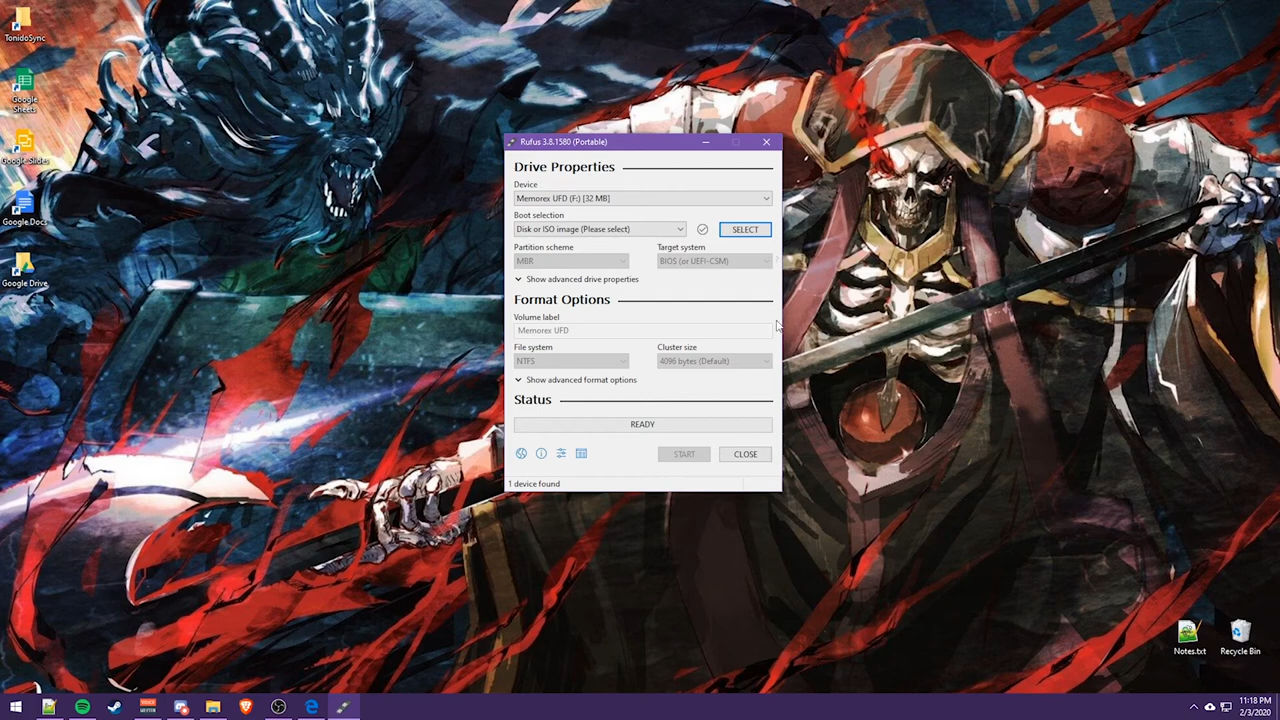 TonidoSync
Google
Sheets
Google Slides
Google Docs
Google Drive
Rufus 3.8.1580 (Portable)
Drive Properties
Device
Memorex UFD (F:) [32 MB]
Boot selection
Disk or ISO image (Please select)
SELECT
Partition scheme
Target system
MBR
BIOS (or UEFI-CSM)
?
Show advanced drive properties
Format Options
Volume label
Memorex UFD
File system
Cluster size
NTFS
4096 bytes (Default)
Show advanced format options
Status
READY
START
CLOSE
1 device found
Notes.txt
Recycle Bin
11:18 PM
2/3/2020